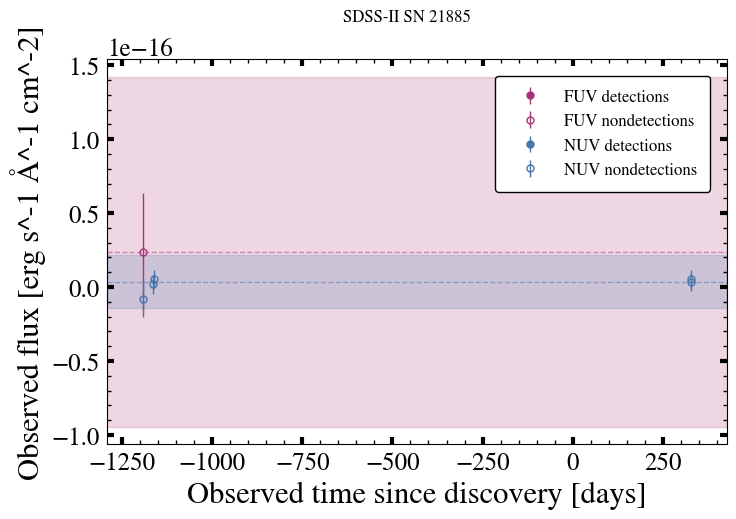 SDSS-II SN 21885
1e−16
Observed flux [erg s^-1 Å^-1 cm^-2]
1.5
1.0
0.5
0.0
−0.5
−1.0
FUV detections
FUV nondetections
NUV detections
NUV nondetections
−1250 −1000 −750 −500 −250 0 250
Observed time since discovery [days]